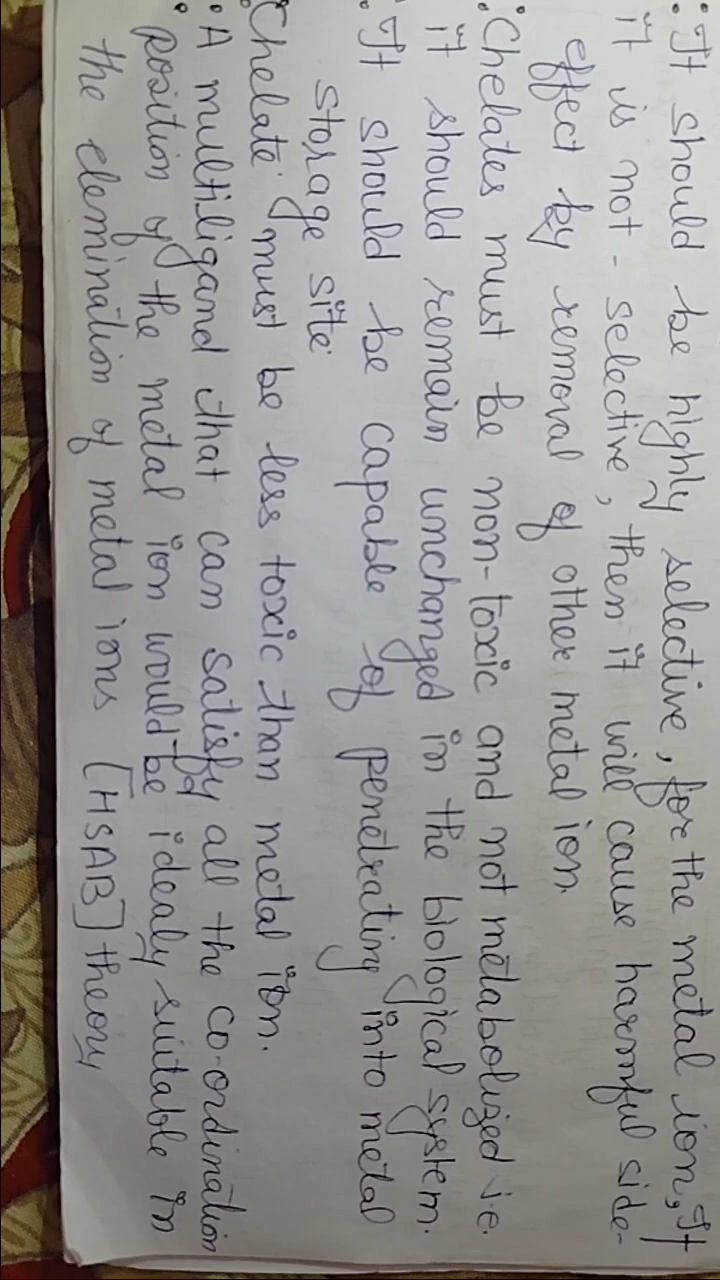 • It should be highly selective, for the metal ion, It
it is not - selective, then it will cause harmful side-
effect by removal of other metal ion.
• Chelates must be non-toxic and not metabolized i.e.
it should remain unchanged in the biological system.
• It should be capable of penetrating into metal
storage site
Chelate must be less toxic than metal ion.
• A multiligand that can satisfy all the co-ordination
position of the metal ion would be idealy suitable in
the elemination of metal ions [HSAB] theory